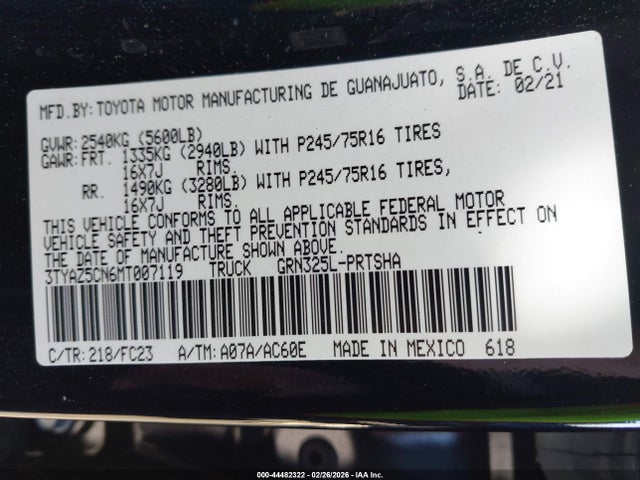 MFD.BY: TOYOTA MOTOR MANUFACTURING DE GUANAJUATO, S.A. DE C.V.
DATE: 02/21
GVWR: 2540KG (5600LB)
GAWR: FRT. 1335KG (2940LB) WITH P245/75R16 TIRES
16X7J RIMS.
RR. 1490KG (3280LB) WITH P245/75R16 TIRES,
16X7J RIMS.
THIS VEHICLE CONFORMS TO ALL APPLICABLE FEDERAL MOTOR
VEHICLE SAFETY AND THEFT PREVENTION STANDARDS IN EFFECT ON
THE DATE OF MANUFACTURE SHOWN ABOVE.
3TYAZ5CN6MT007119 TRUCK GRN325L-PRTSHA
C/TR: 218/FC23 A/TM: A07A/AC60E MADE IN MEXICO 618
000-44482322 - 02/26/2026 - IAA Inc.